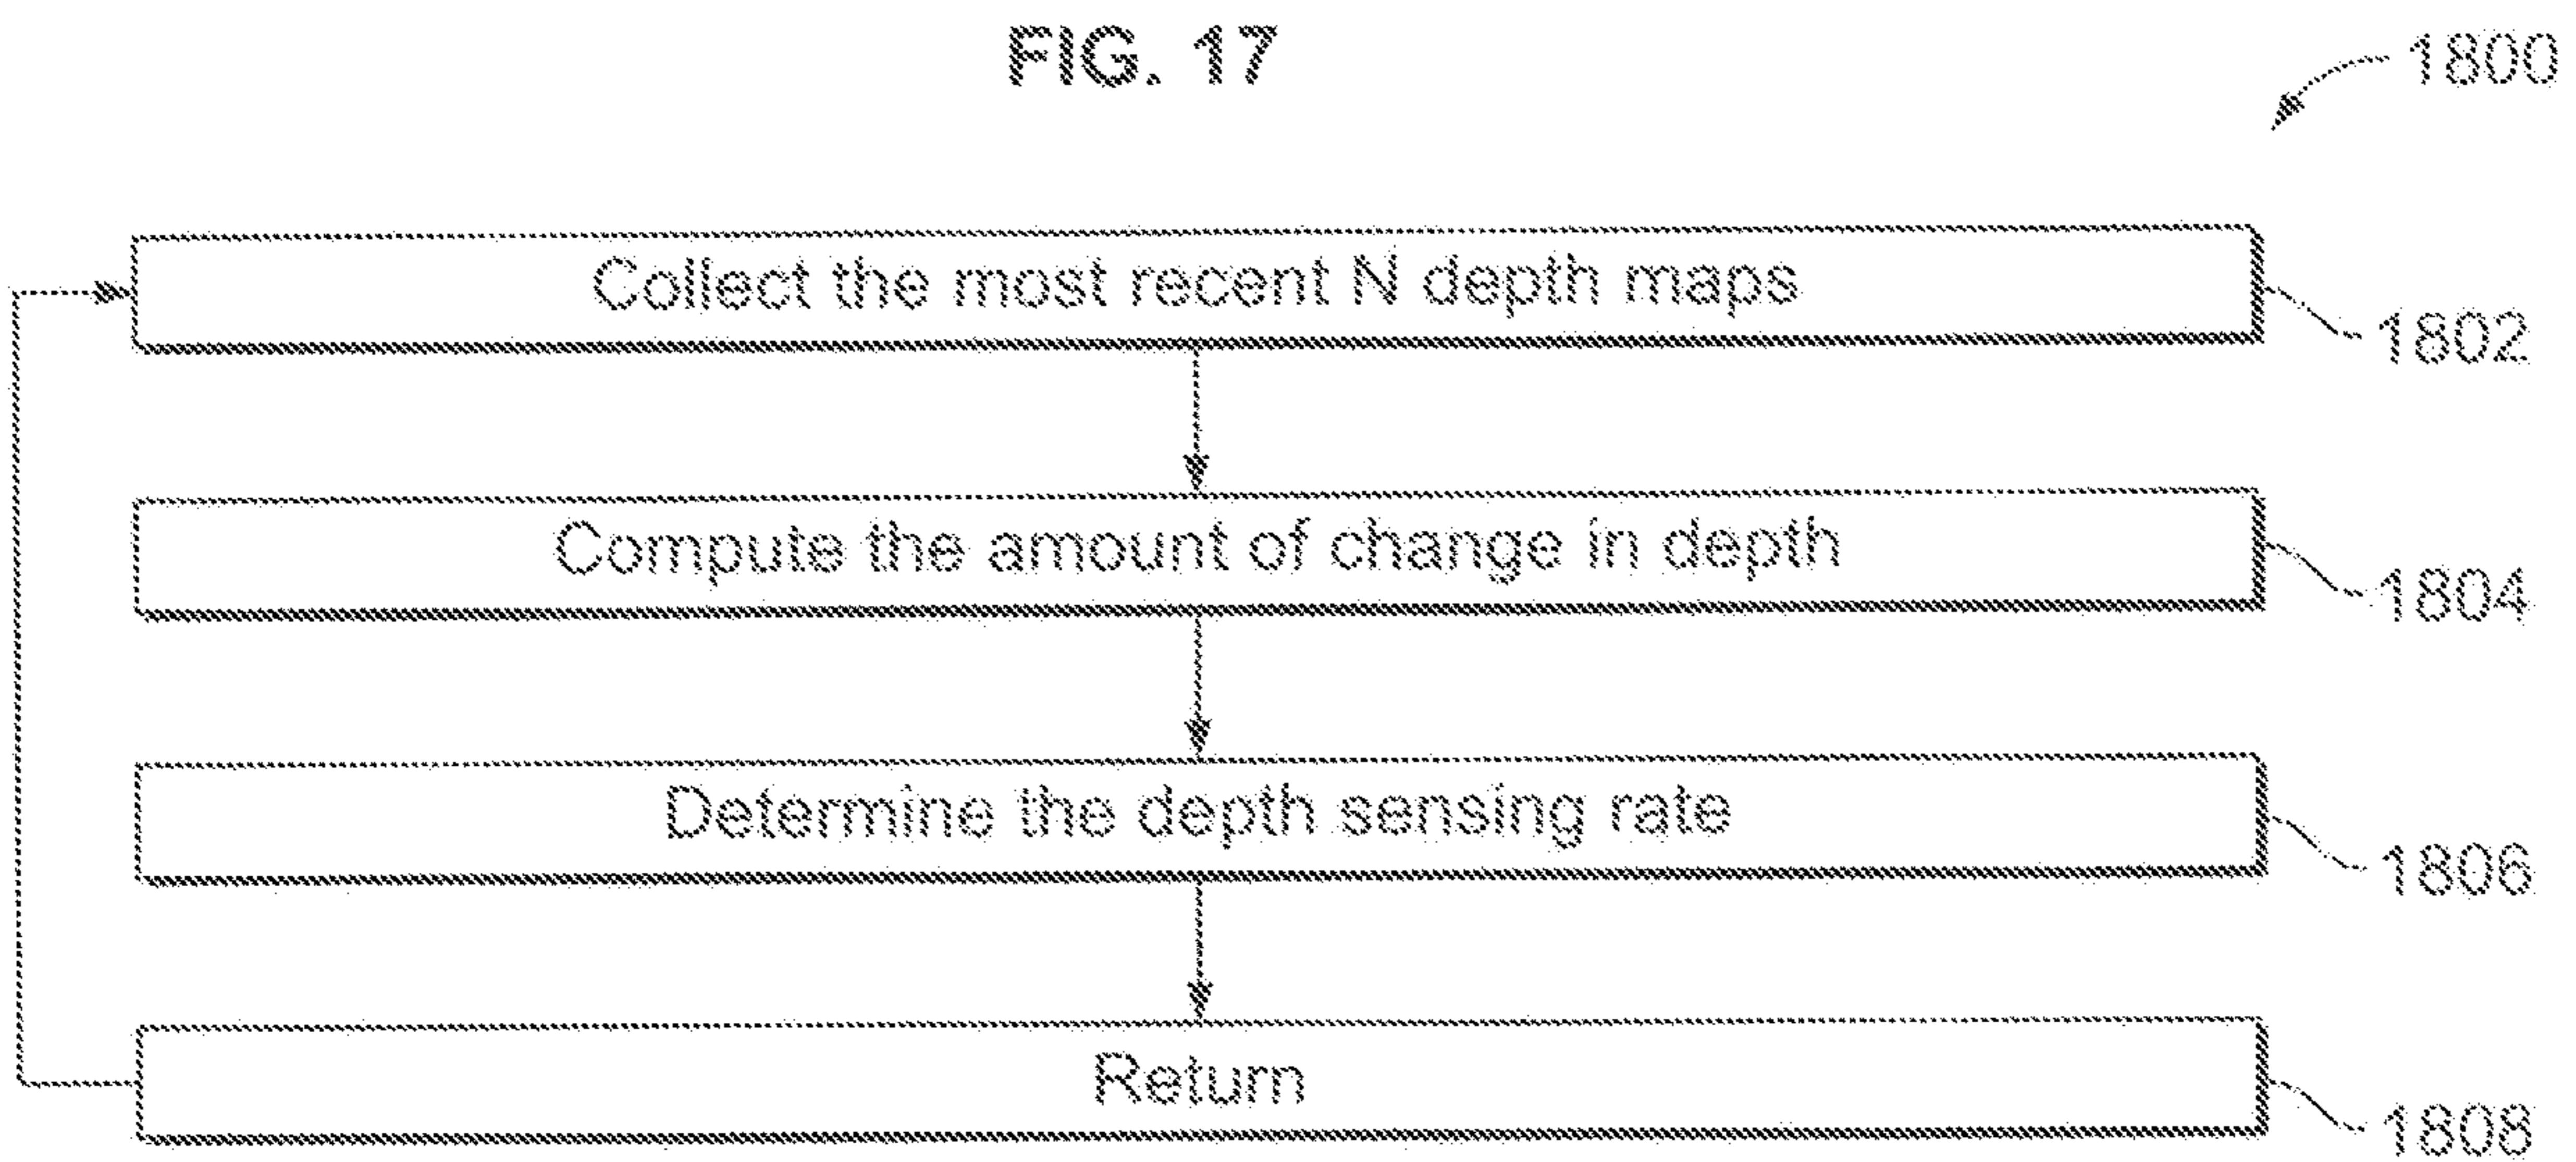 FIG. 17
1800
Collect the most recent N depth maps
1802
Compute the amount of change in depth
1804
Determine the depth sensing rate
1806
Return
1808